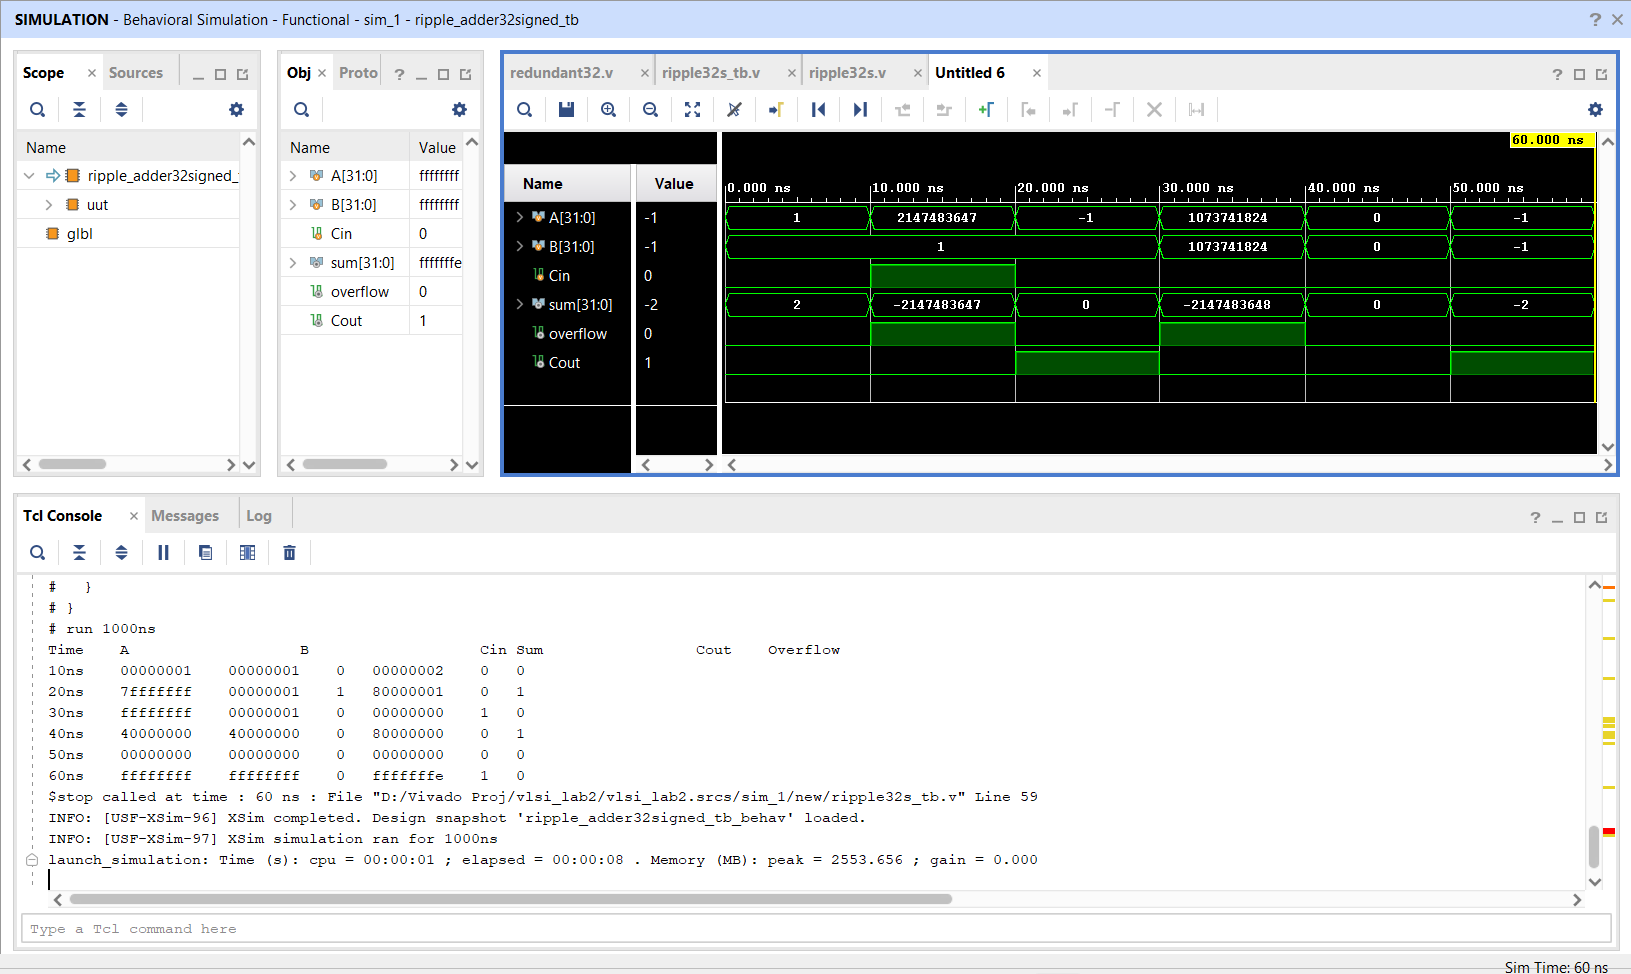 SIMULATION - Behavioral Simulation - Functional - sim_1 - ripple_adder32signed_tb
Scope
Sources
Name
ripple_adder32signed_
uut
glbl
Obj
Proto
Name Value
A[31:0] ffffffff
B[31:0] ffffffff
Cin 0
sum[31:0] fffffffe
overflow 0
Cout 1
redundant32.v
ripple32s_tb.v
ripple32s.v
Untitled 6
60.000 ns
Name Value
0.000 ns 10.000 ns 20.000 ns 30.000 ns 40.000 ns 50.000 ns
A[31:0] -1 1 2147483647 -1 1073741824 0 -1
B[31:0] -1 1 1073741824 0 -1
Cin 0
sum[31:0] -2 2 -2147483647 0 -2147483648 0 -2
overflow 0
Cout 1
Tcl Console
Messages
Log
# }
# }
# run 1000ns
Time A B Cin Sum Cout Overflow
10ns 00000001 00000001 0 00000002 0 0
20ns 7fffffff 00000001 1 80000001 0 1
30ns ffffffff 00000001 0 00000000 1 0
40ns 40000000 40000000 0 80000000 0 1
50ns 00000000 00000000 0 00000000 0 0
60ns ffffffff ffffffff 0 fffffffe 1 0
$stop called at time : 60 ns : File "D:/Vivado Proj/vlsi_lab2/vlsi_lab2.srcs/sim_1/new/ripple32s_tb.v" Line 59
INFO: [USF-XSim-96] XSim completed. Design snapshot 'ripple_adder32signed_tb_behav' loaded.
INFO: [USF-XSim-97] XSim simulation ran for 1000ns
launch_simulation: Time (s): cpu = 00:00:01 ; elapsed = 00:00:08 . Memory (MB): peak = 2553.656 ; gain = 0.000
Type a Tcl command here
Sim Time: 60 ns